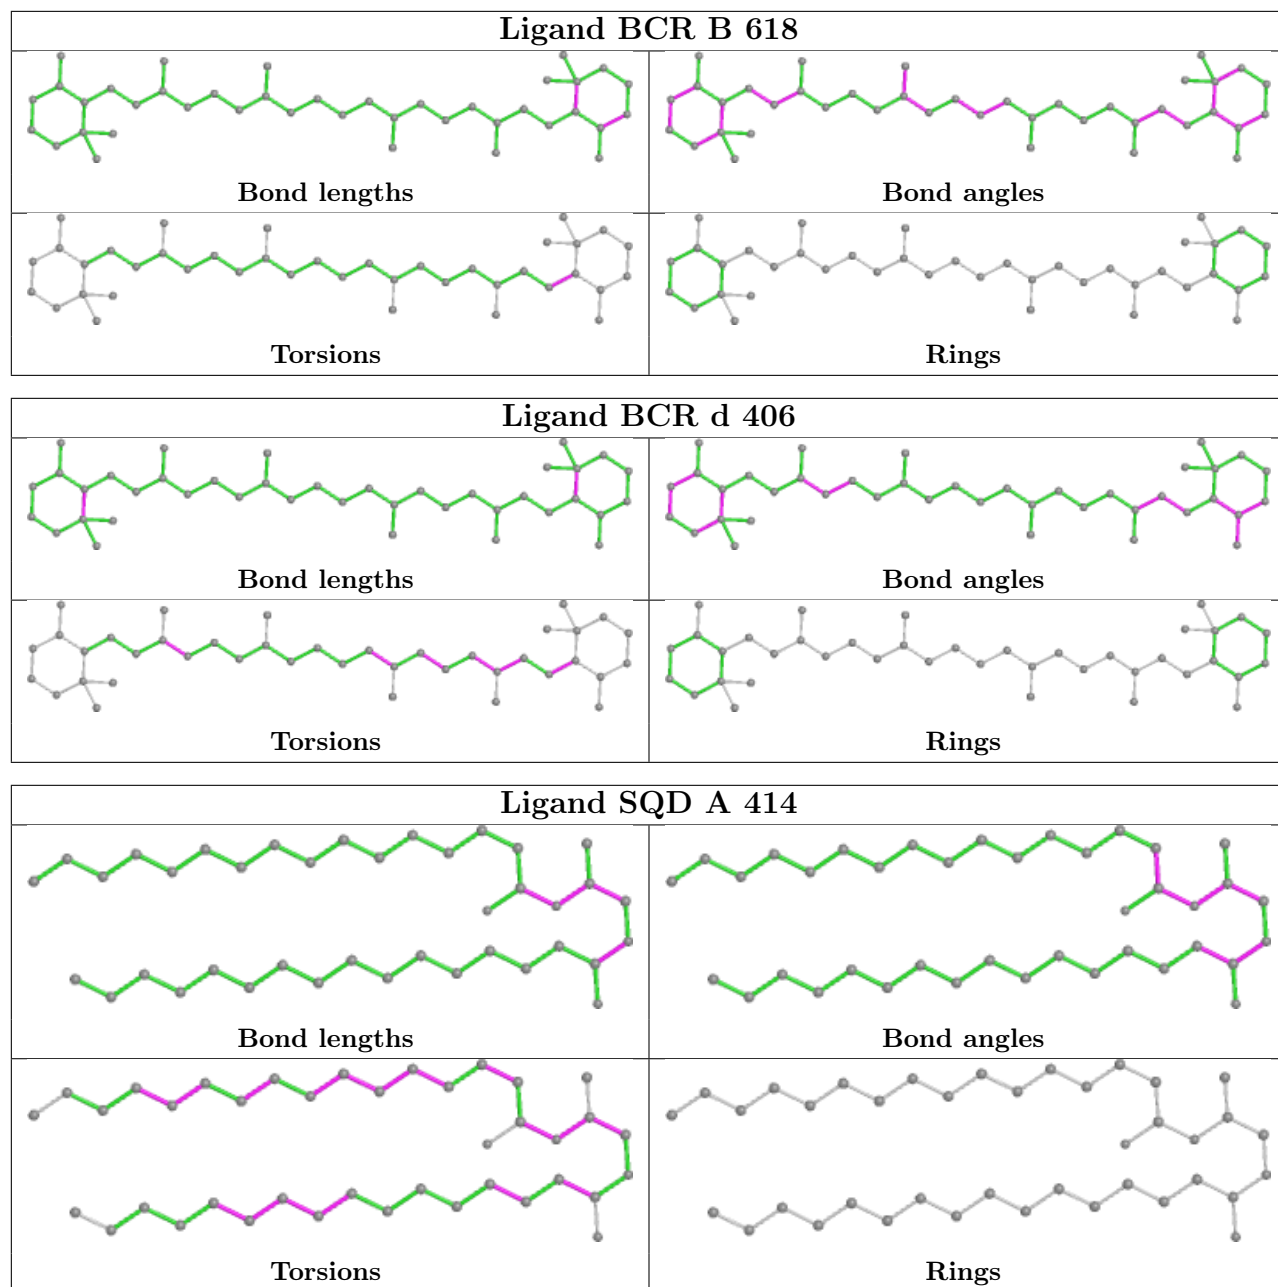 Ligand BCR B 618
Bond lengths
Bond angles
Torsions
Rings
Ligand BCR d 406
Bond lengths
Bond angles
Torsions
Rings
Ligand SQD A 414
Bond lengths
Bond angles
Torsions
Rings